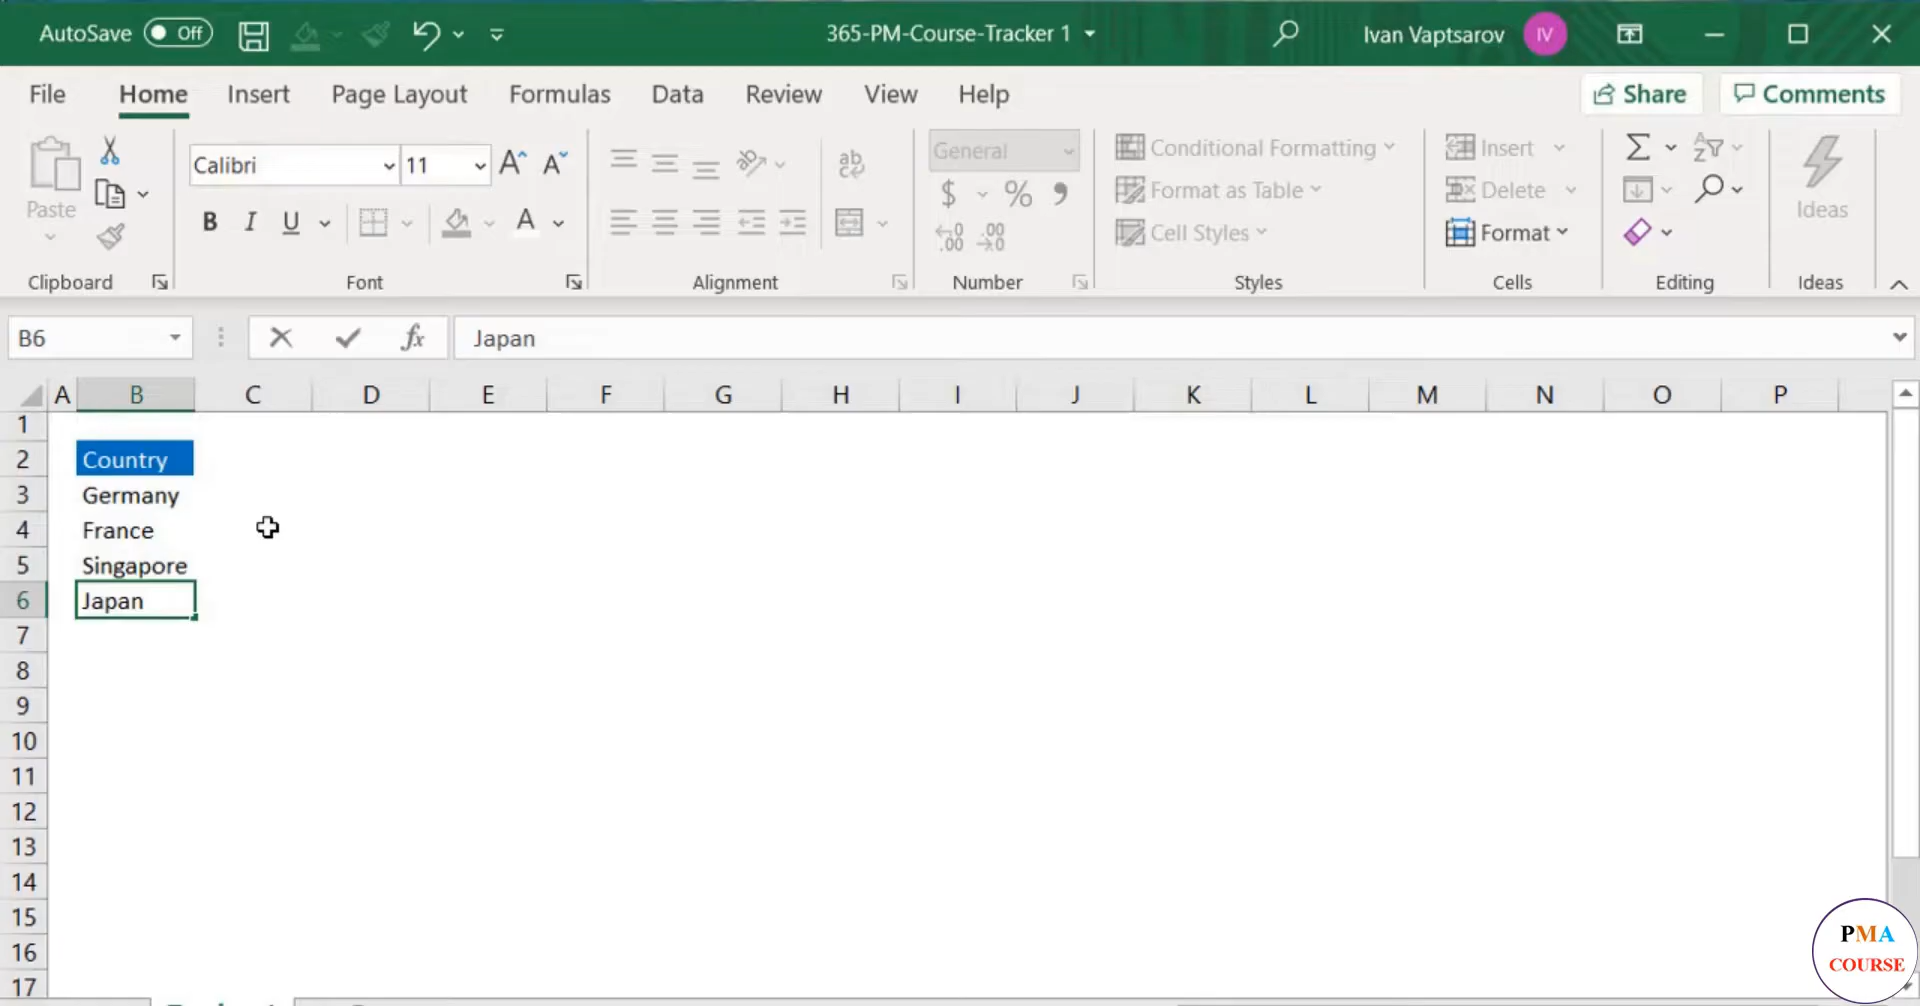 AutoSave Off 365-PM-Course-Tracker 1 Ivan Vaptsarov IV
File Home Insert Page Layout Formulas Data Review View Help Share Comments
Paste
Calibri 11
B I U A
ab
General
$ % 9
Conditional Formatting
Format as Table
Cell Styles
Insert
Delete
Format
Ideas
Clipboard Font Alignment Number Styles Cells Editing Ideas
B6 fx Japan
A B C D E F G H I J K L M N O P
1
2 Country
3 Germany
4 France
5 Singapore
6 Japan
7
8
9
10
11
12
13
14
15
16
17
PMA
COURSE